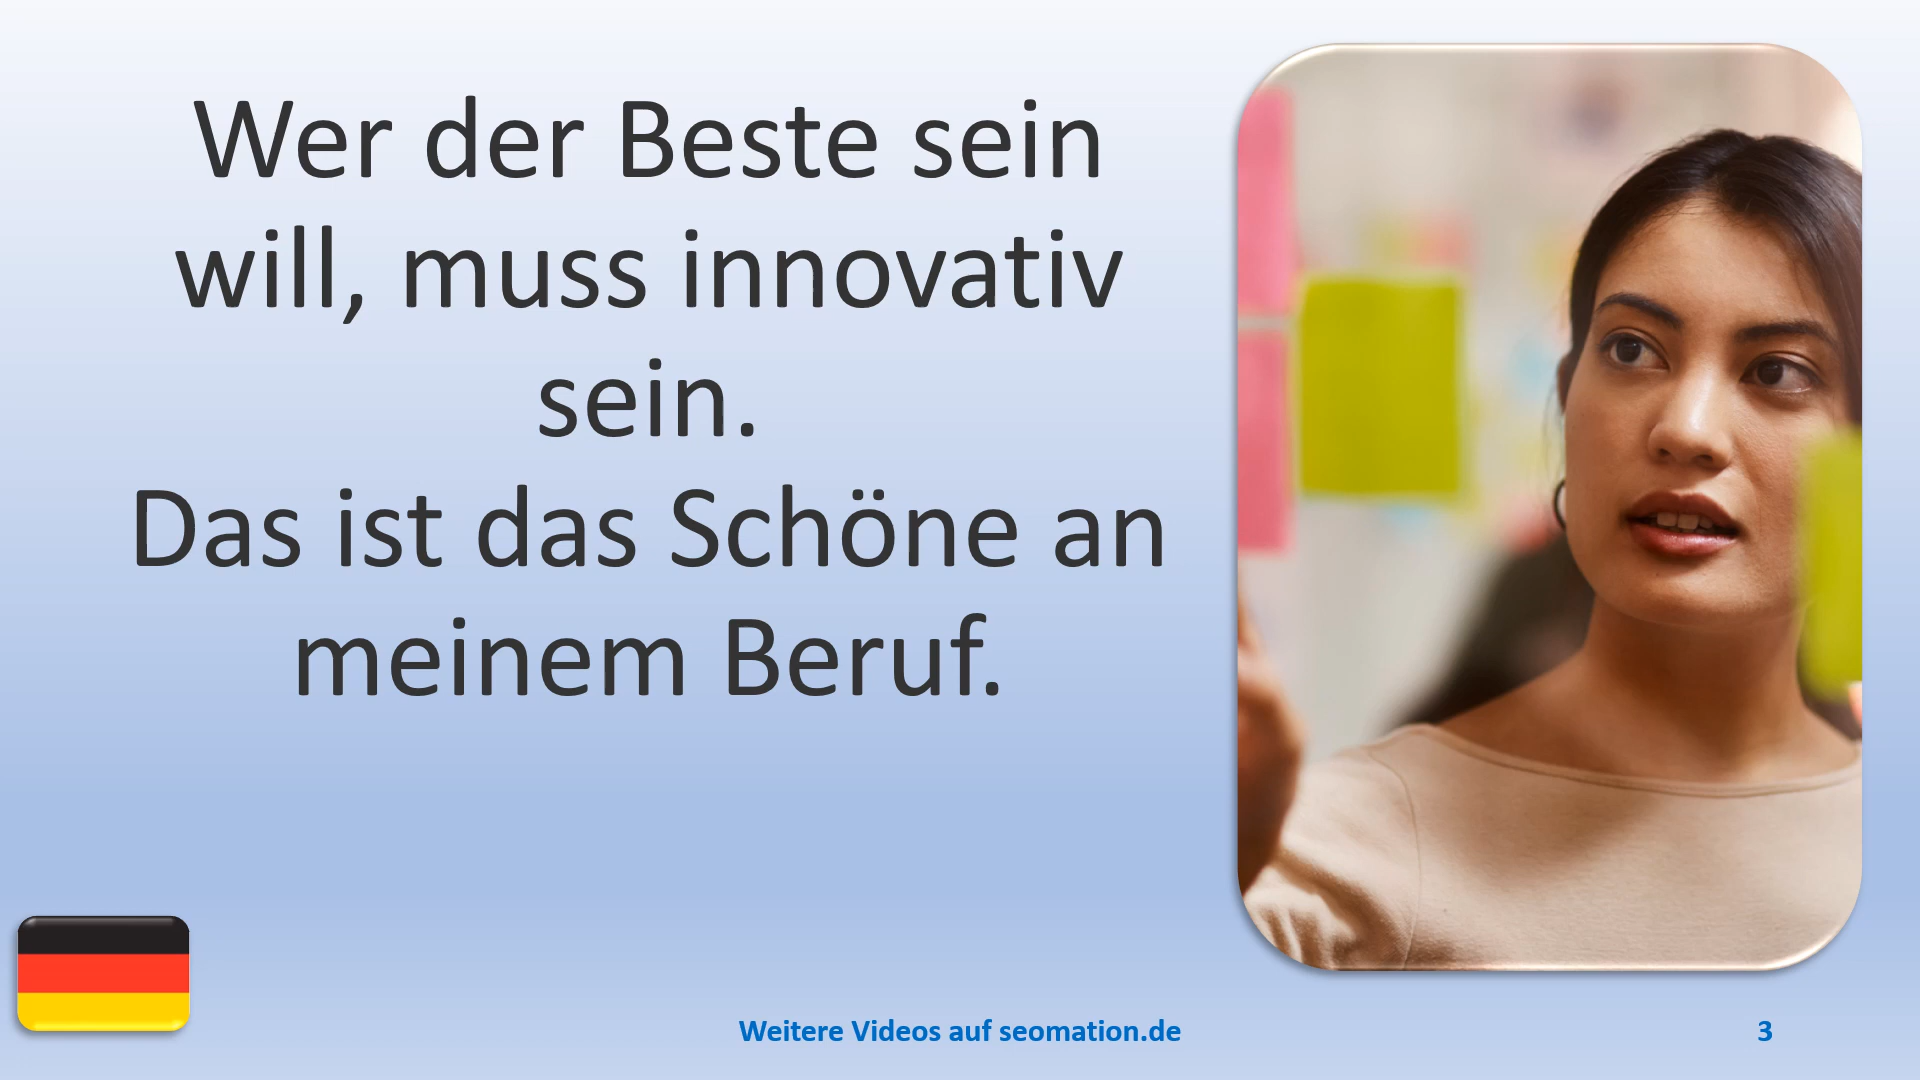 Wer der Beste sein
will, muss innovativ
sein.
Das ist das Schöne an
meinem Beruf.
Weitere Videos auf seomation.de
3